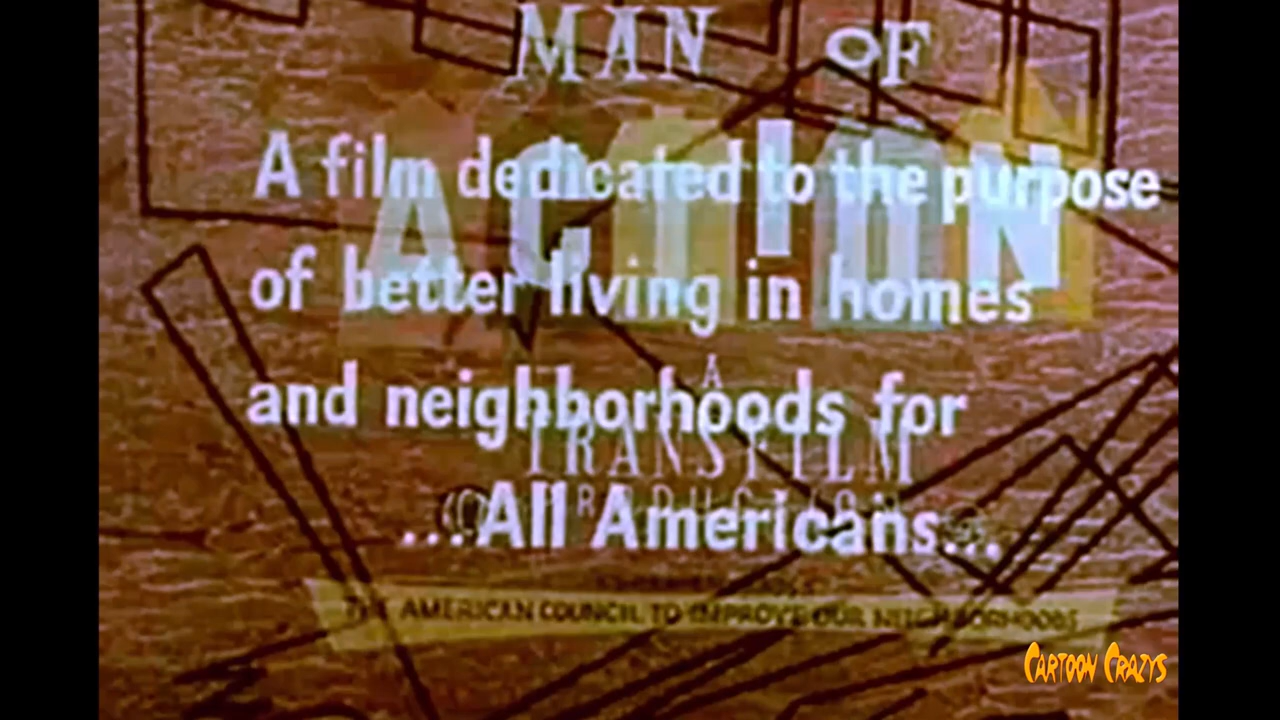 MAN OF
ACTION
A film dedicated to the purpose
of better living in homes
and neighborhoods for
...All Americans...
A
TRANSFILM
PRODUCTION
THE AMERICAN COUNCIL TO IMPROVE OUR NEIGHBORHOODS
CARTOON CRAZYS